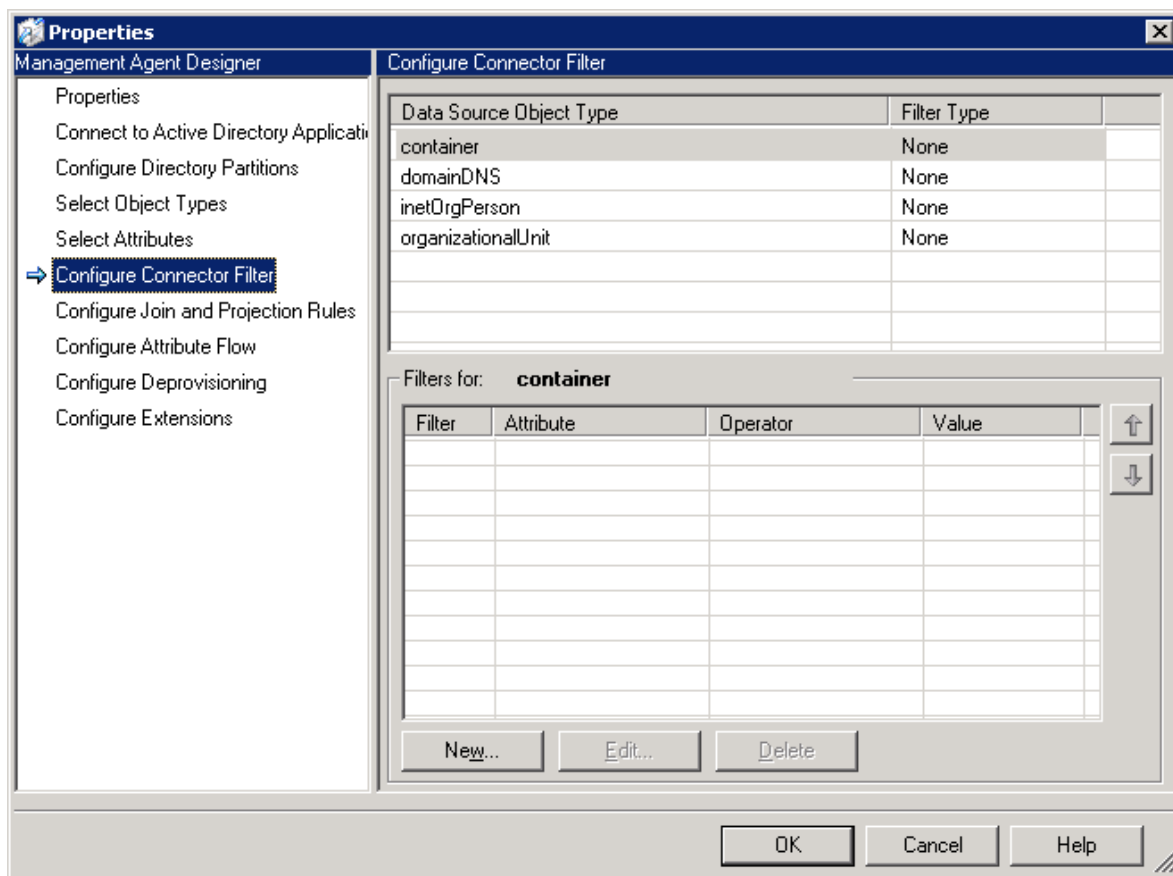 Properties
Management Agent Designer
Properties
Connect to Active Directory Applicati
Configure Directory Partitions
Select Object Types
Select Attributes
Configure Connector Filter
Configure Join and Projection Rules
Configure Attribute Flow
Configure Deprovisioning
Configure Extensions
Configure Connector Filter
Data Source Object Type Filter Type
container None
domainDNS None
inetOrgPerson None
organizationalUnit None
Filters for: container
Filter Attribute Operator Value
New... Edit... Delete
OK Cancel Help